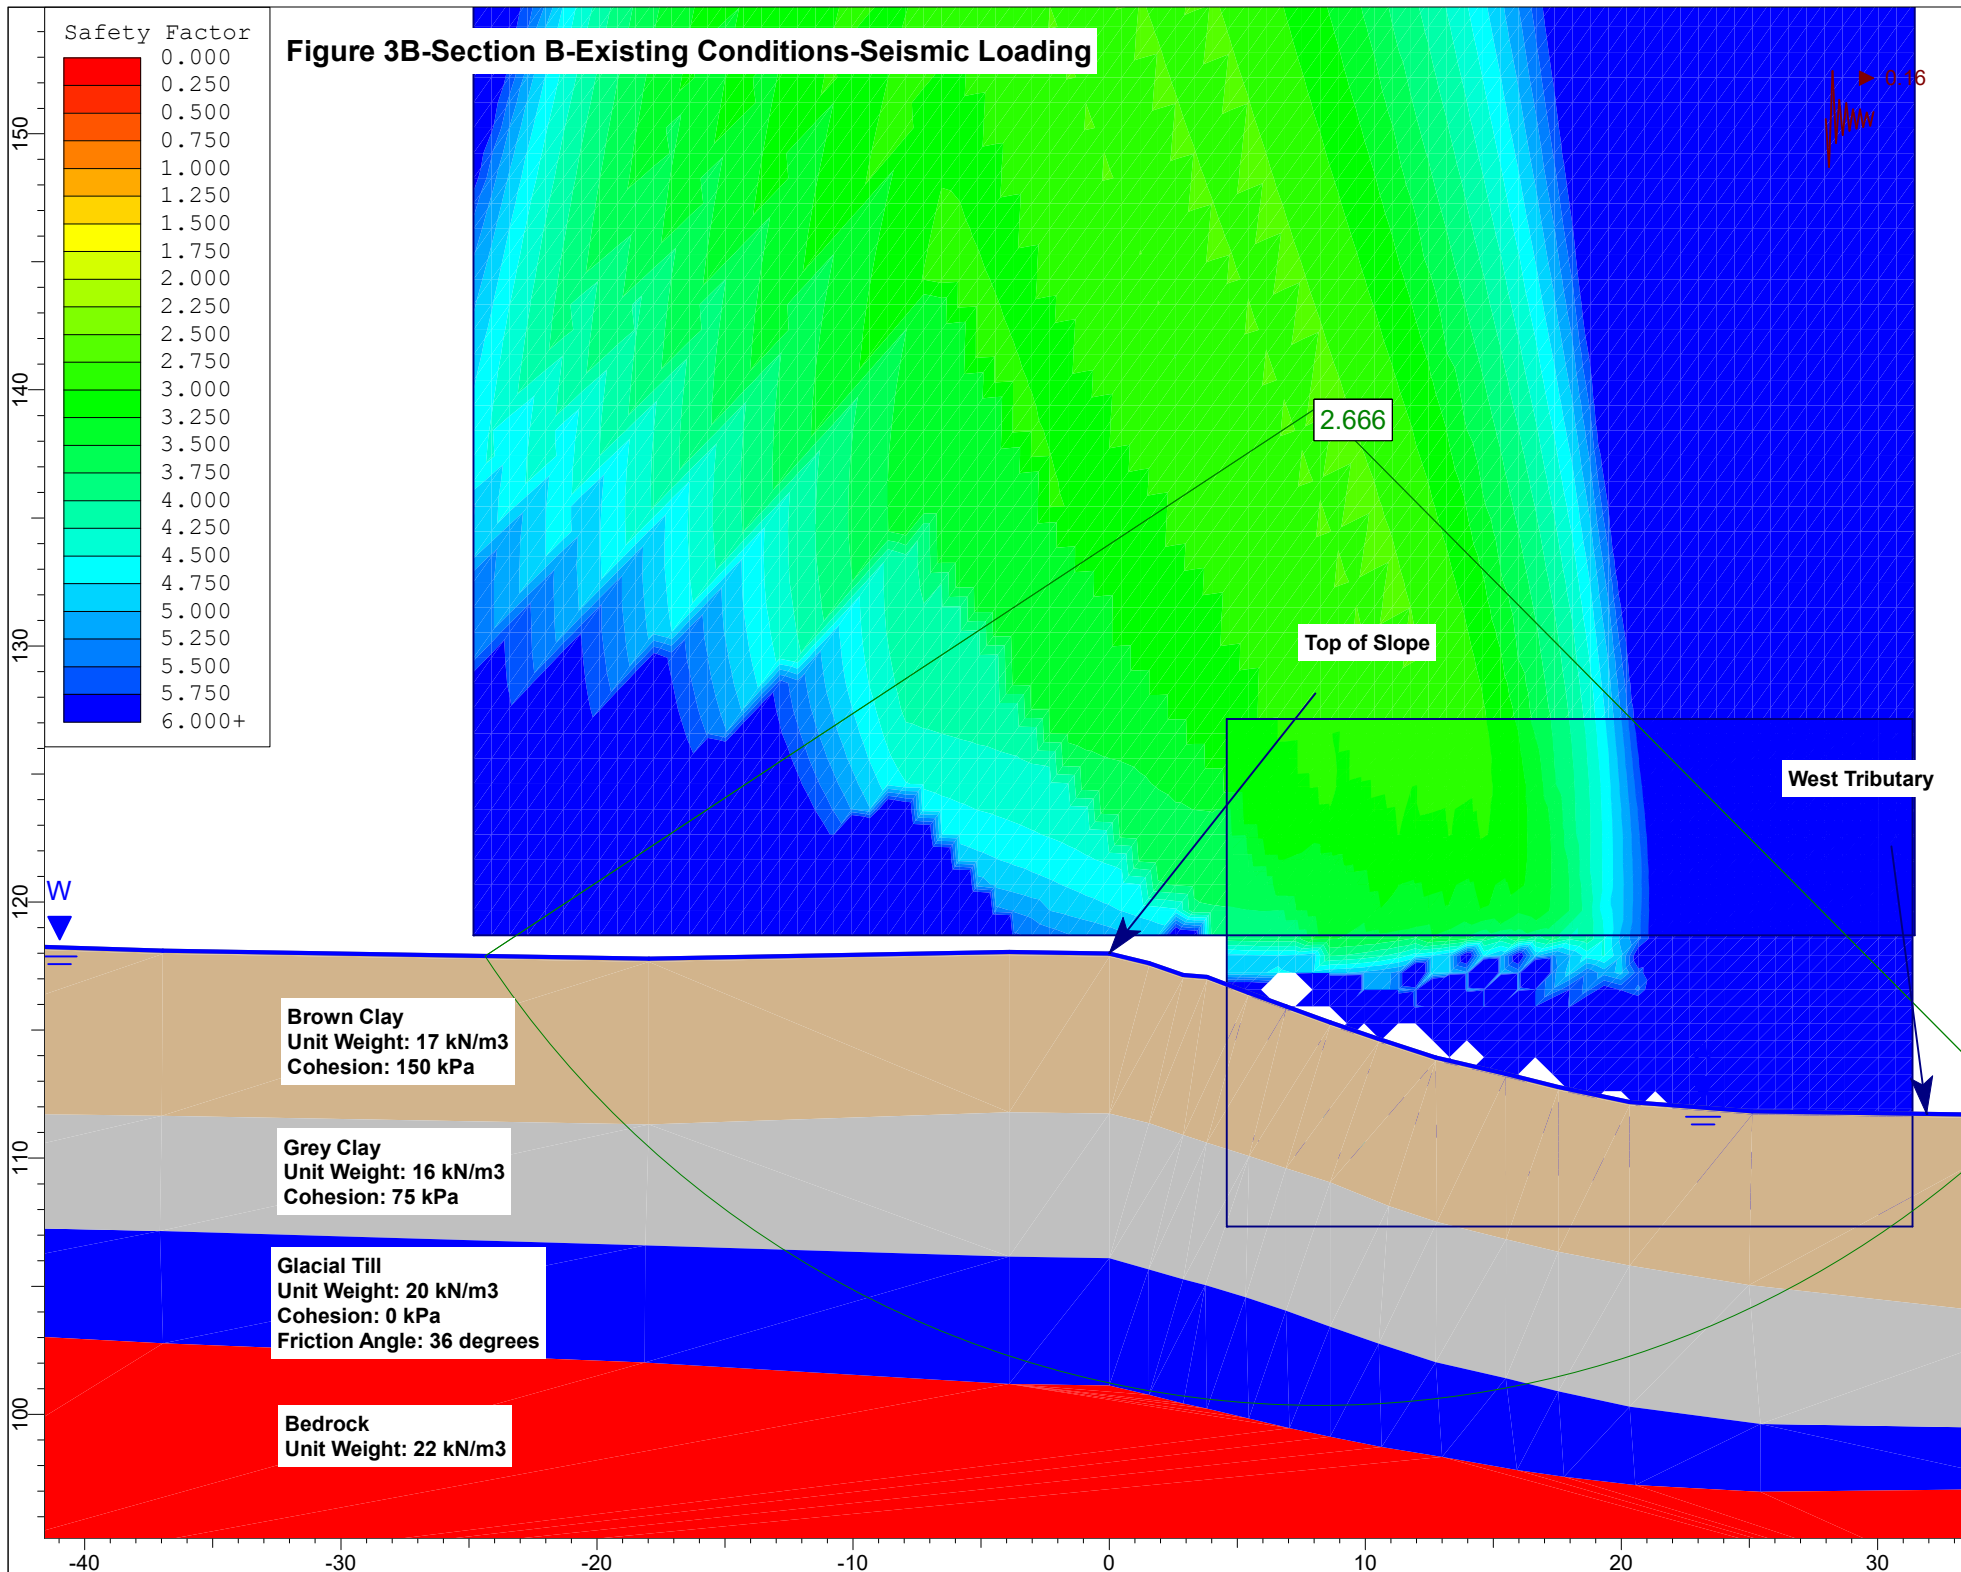 Safety Factor
0.000
0.250
0.500
0.750
1.000
1.250
1.500
1.750
2.000
2.250
2.500
2.750
3.000
3.250
3.500
3.750
4.000
4.250
4.500
4.750
5.000
5.250
5.500
5.750
6.000+
Figure 3B-Section B-Existing Conditions-Seismic Loading
0.16
2.666
Top of Slope
West Tributary
W
Brown Clay
Unit Weight: 17 kN/m3
Cohesion: 150 kPa
Grey Clay
Unit Weight: 16 kN/m3
Cohesion: 75 kPa
Glacial Till
Unit Weight: 20 kN/m3
Cohesion: 0 kPa
Friction Angle: 36 degrees
Bedrock
Unit Weight: 22 kN/m3
150
140
130
120
110
100
-40
-30
-20
-10
0
10
20
30